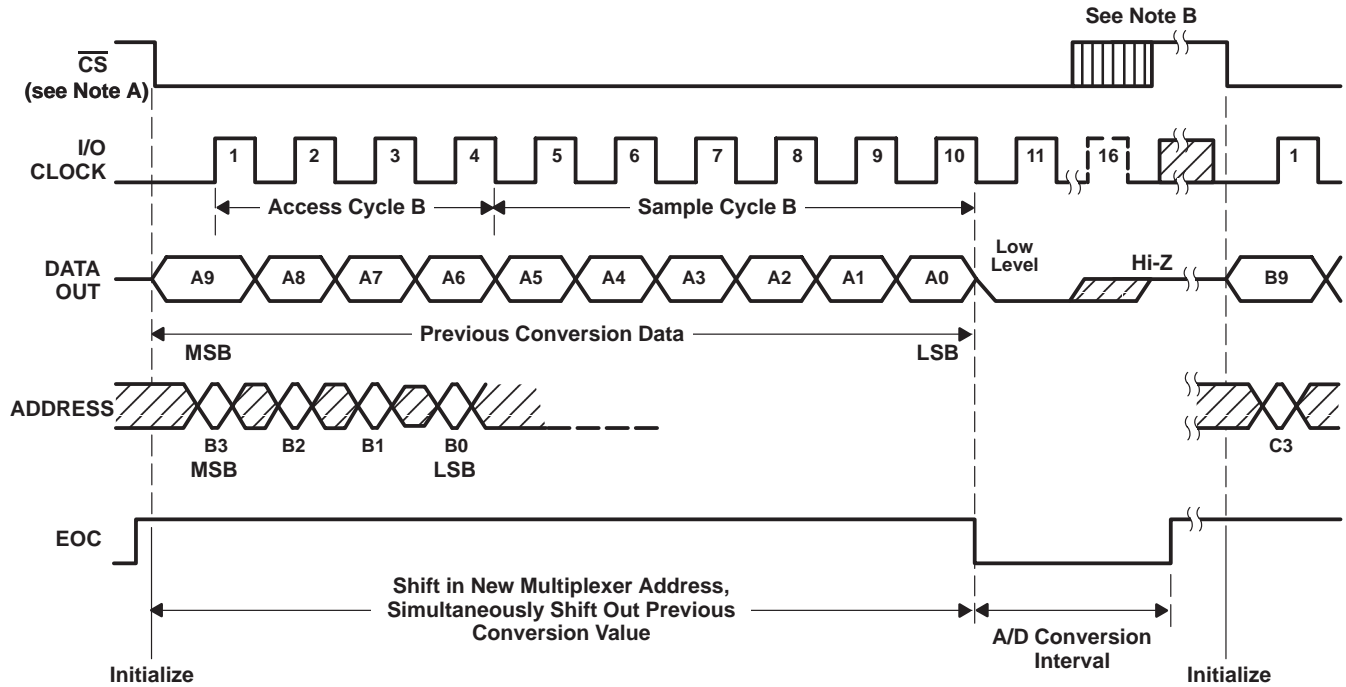 See Note B
CS
(see Note A)
I/O
CLOCK
1 2 3 4 5 6 7 8 9 10 11 16 1
Access Cycle B
Sample Cycle B
DATA
OUT
A9 A8 A7 A6 A5 A4 A3 A2 A1 A0
Low
Level
Hi-Z
B9
Previous Conversion Data
MSB
LSB
ADDRESS
B3 B2 B1 B0
MSB LSB
C3
EOC
Shift in New Multiplexer Address,
Simultaneously Shift Out Previous
Conversion Value
A/D Conversion
Interval
Initialize
Initialize